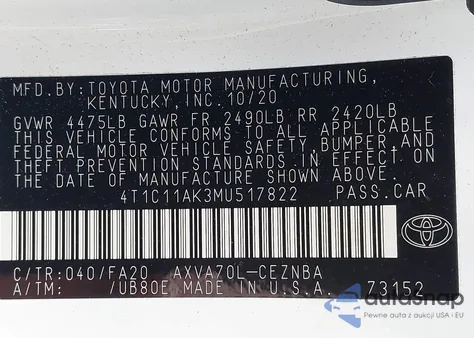 MFD.BY:TOYOTA MOTOR MANUFACTURING,
KENTUCKY,INC.10/20
GVWR 4475LB GAWR FR 2490LB RR 2420LB
THIS VEHICLE CONFORMS TO ALL APPLICABLE
FEDERAL MOTOR VEHICLE SAFETY,BUMPER,AND
THEFT PREVENTION STANDARDS IN EFFECT ON
THE DATE OF MANUFACTURE SHOWN ABOVE.
4T1C11AK3MU517822 PASS.CAR
TOYOTA
C/TR:040/FA20 AXVA70L-CEZNBA
A/TM: /UB80E MADE IN U.S.A. 73152
autosnap
Pewne auta z aukcji USA i EU